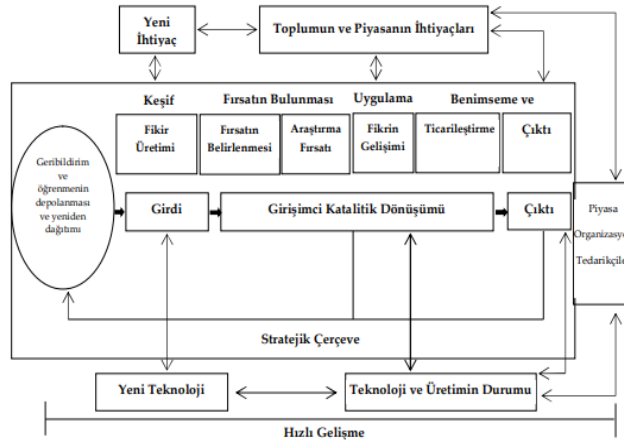 Yeni
İhtiyaç
Toplumun ve Piyasanın İhtiyaçları
Keşif
Fırsatın Bulunması
Uygulama
Benimseme ve
Fikir
Üretimi
Fırsatın
Belirlenmesi
Araştırma
Fırsatı
Fikrin
Gelişimi
Ticarileştirme
Çıktı
Geribildirim
ve
öğrenmenin
depolanması
ve yeniden
dağıtımı
Girdi
Girişimci Katalitik Dönüşümü
Çıktı
Piyasa
Organizasyo
Tedarikçile
Stratejik Çerçeve
Yeni Teknoloji
Teknoloji ve Üretimin Durumu
Hızlı Gelişme